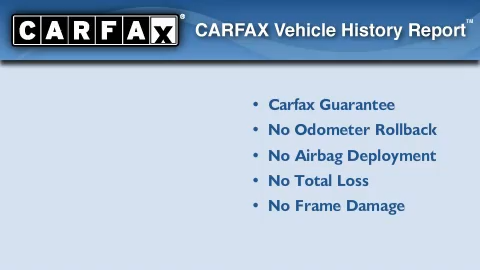 CARFAX® CARFAX Vehicle History Report™
• Carfax Guarantee
• No Odometer Rollback
• No Airbag Deployment
• No Total Loss
• No Frame Damage